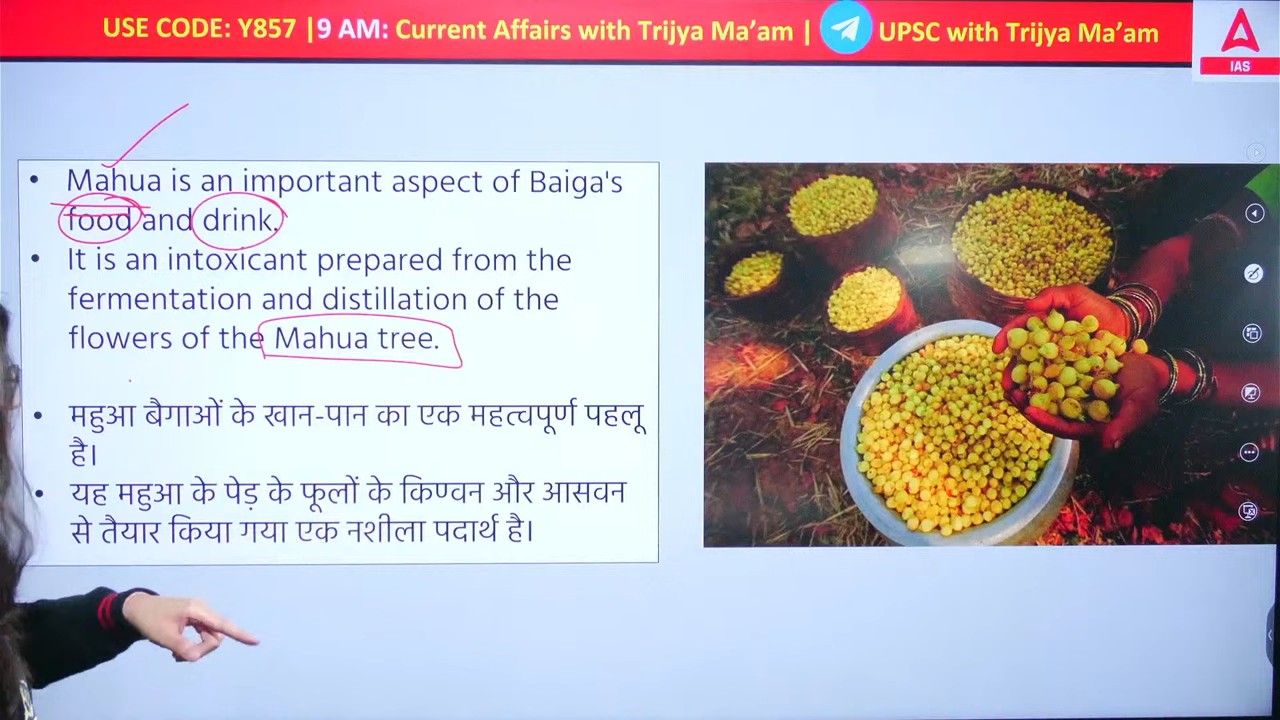 USE CODE: Y857 |9 AM: Current Affairs with Trijya Ma’am | UPSC with Trijya Ma’am
IAS
• Mahua is an important aspect of Baiga's
food and drink.
• It is an intoxicant prepared from the
fermentation and distillation of the
flowers of the Mahua tree.
• महुआ बैगाओं के खान-पान का एक महत्वपूर्ण पहलू
है।
• यह महुआ के पेड़ के फूलों के किण्वन और आसवन
से तैयार किया गया एक नशीला पदार्थ है।